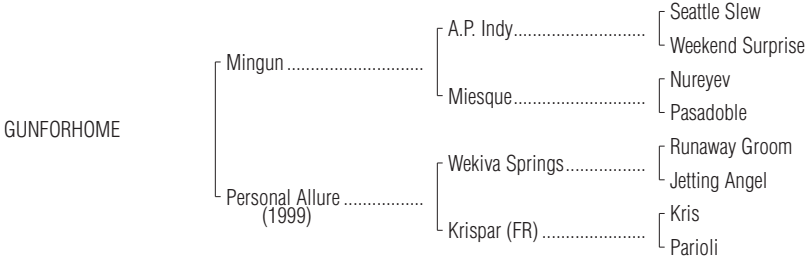 Seattle Slew
A.P. Indy............................
Weekend Surprise
Mingun .............................
Nureyev
Miesque............................
Pasadoble
GUNFORHOME
Runaway Groom
Wekiva Springs.................
Jetting Angel
Personal Allure .................
(1999)
Kris
Krispar (FR) ......................
Parioli